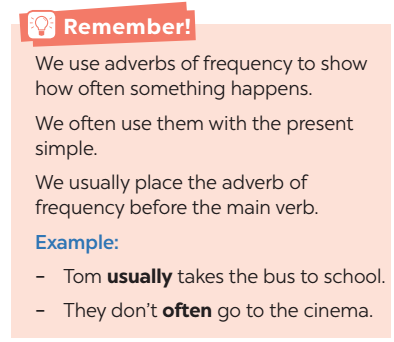 Remember!
We use adverbs of frequency to show
how often something happens.
We often use them with the present
simple.
We usually place the adverb of
frequency before the main verb.
Example:
- Tom usually takes the bus to school.
- They don't often go to the cinema.